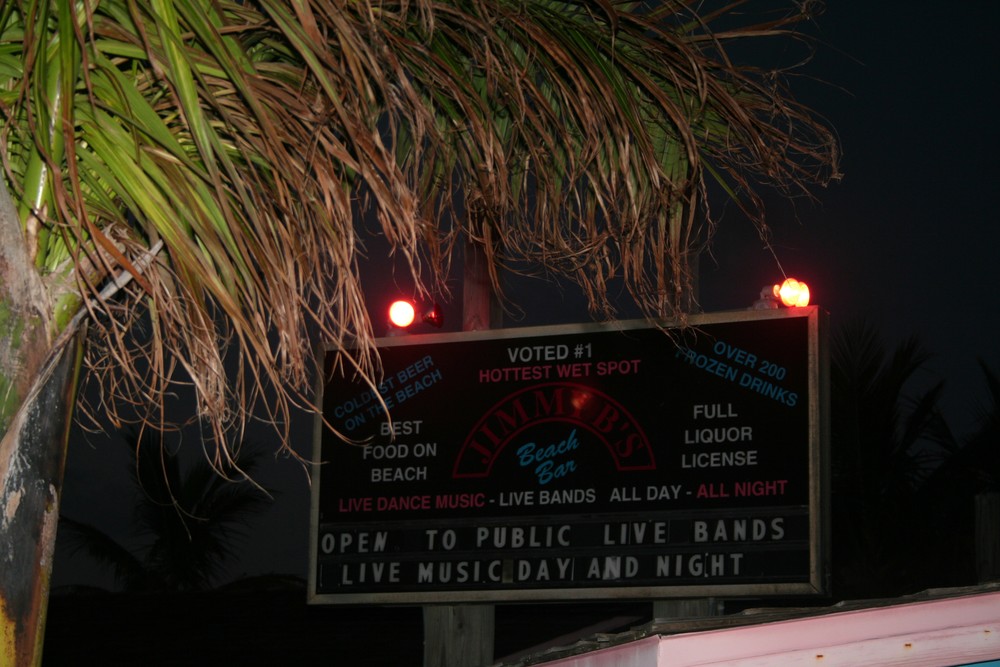 VOTED #1
HOTTEST WET SPOT
COLDEST BEER
ON THE BEACH
OVER 200
FROZEN DRINKS
JIMMY B'S
Beach
Bar
BEST
FOOD ON
BEACH
FULL
LIQUOR
LICENSE
LIVE DANCE MUSIC - LIVE BANDS ALL DAY - ALL NIGHT
OPEN TO PUBLIC LIVE BANDS
LIVE MUSIC DAY AND NIGHT